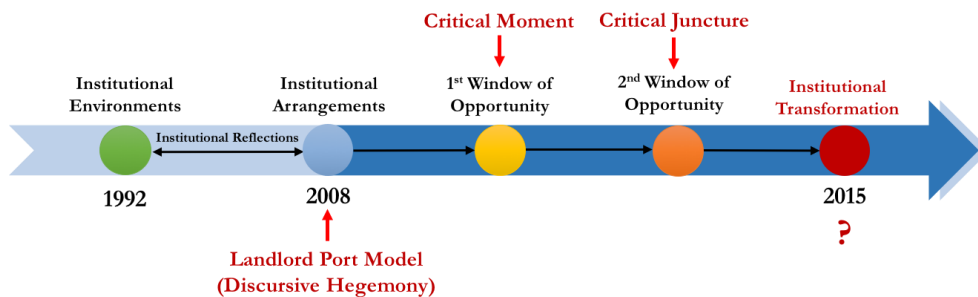 Critical Moment
Critical Juncture
Institutional
Environments
Institutional
Arrangements
1st Window of
Opportunity
2nd Window of
Opportunity
Institutional
Transformation
Institutional Reflections
1992
2008
2015
?
Landlord Port Model
(Discursive Hegemony)